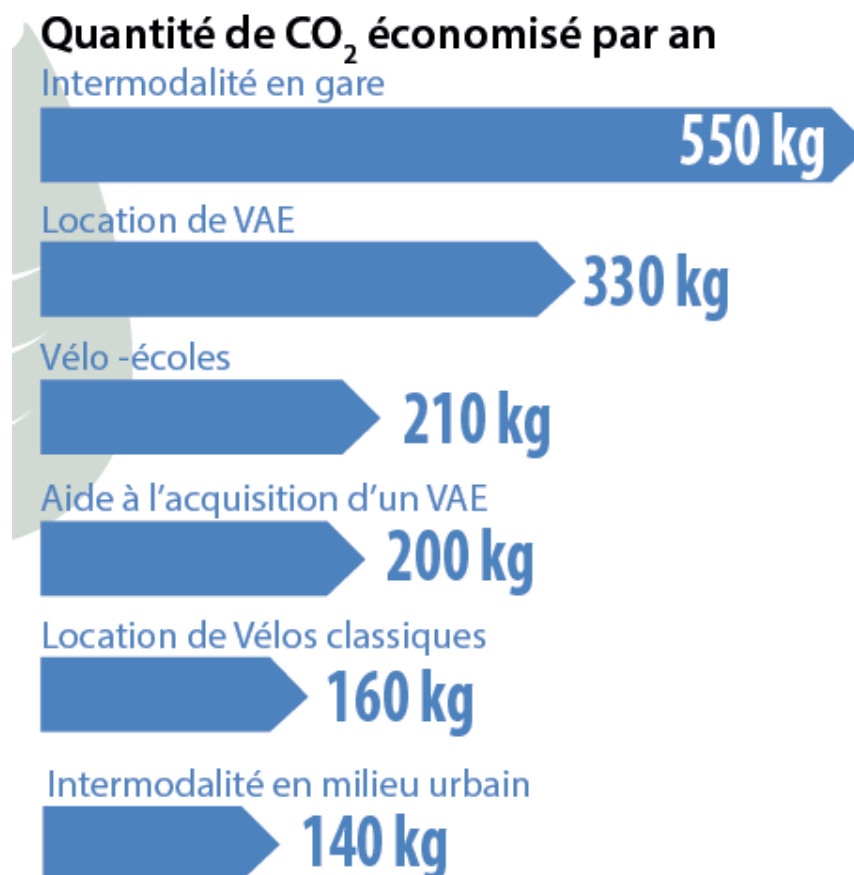 Quantité de CO₂ économisé par an
Intermodalité en gare
550 kg
Location de VAE
330 kg
Vélo -écoles
210 kg
Aide à l’acquisition d’un VAE
200 kg
Location de Vélos classiques
160 kg
Intermodalité en milieu urbain
140 kg